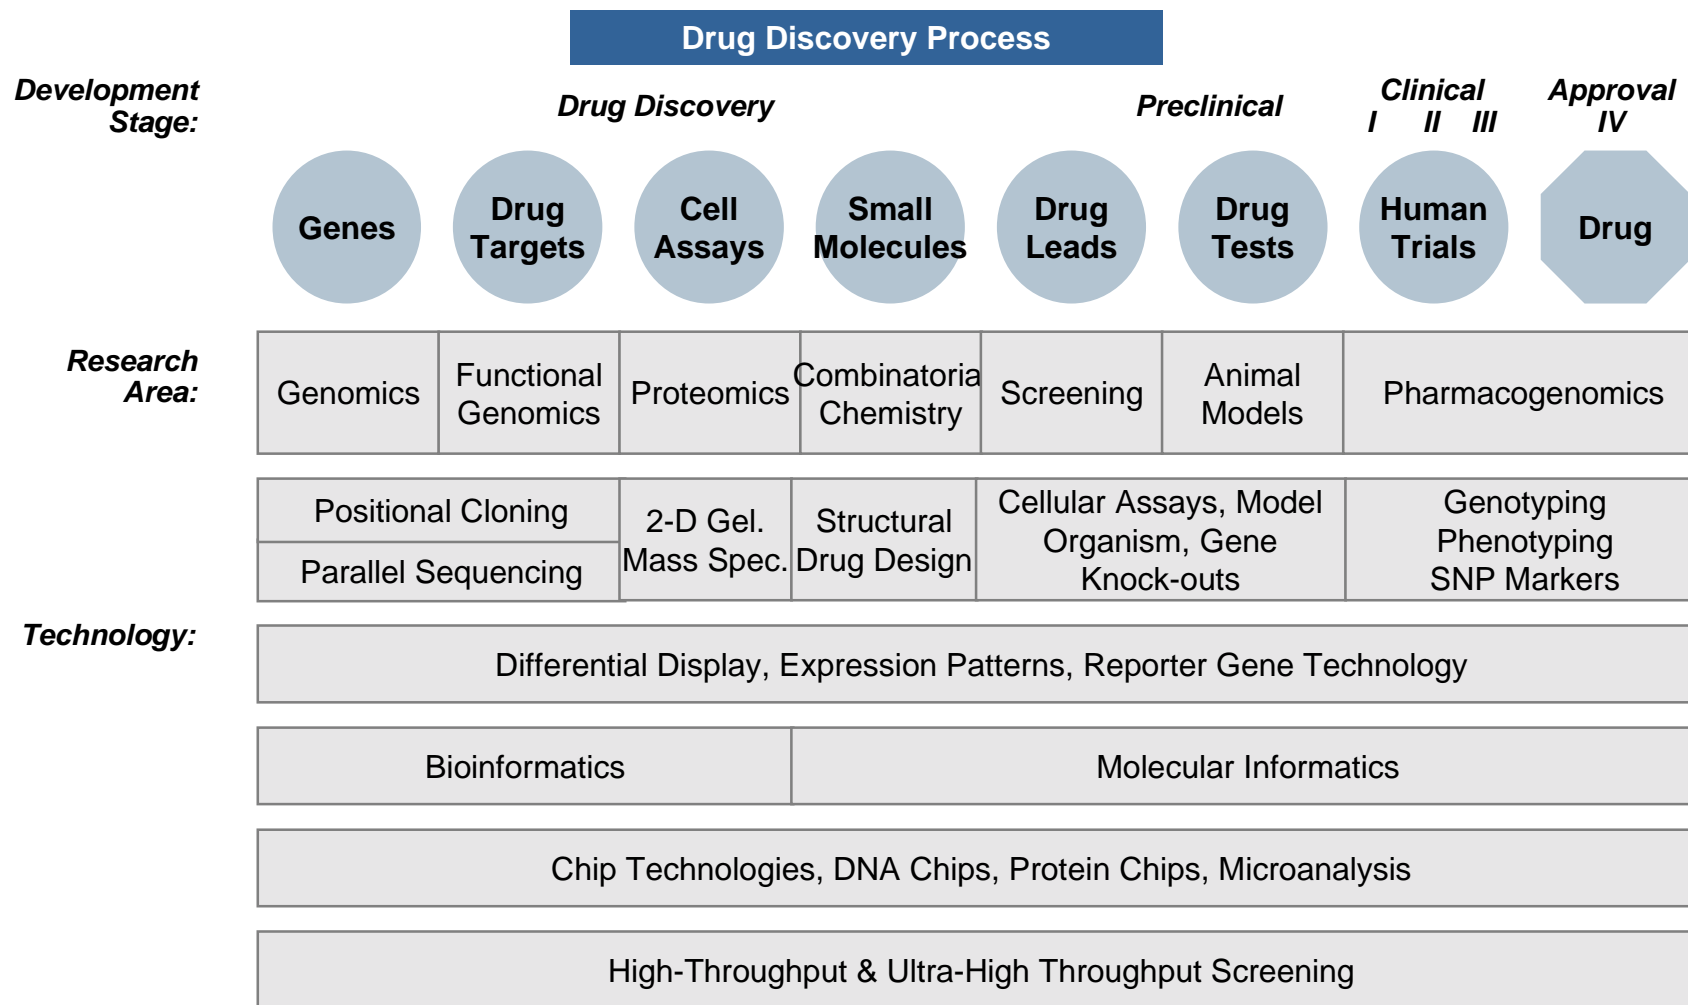 Drug Discovery Process
Development
Stage:
Drug Discovery
Preclinical
Clinical
I II III
Approval
IV
Genes
Drug
Targets
Cell
Assays
Small
Molecules
Drug
Leads
Drug
Tests
Human
Trials
Drug
Research
Area:
Genomics
Functional
Genomics
Proteomics
Combinatoria
Chemistry
Screening
Animal
Models
Pharmacogenomics
Positional Cloning
Parallel Sequencing
2-D Gel.
Mass Spec.
Structural
Drug Design
Cellular Assays, Model
Organism, Gene
Knock-outs
Genotyping
Phenotyping
SNP Markers
Technology:
Differential Display, Expression Patterns, Reporter Gene Technology
Bioinformatics
Molecular Informatics
Chip Technologies, DNA Chips, Protein Chips, Microanalysis
High-Throughput & Ultra-High Throughput Screening